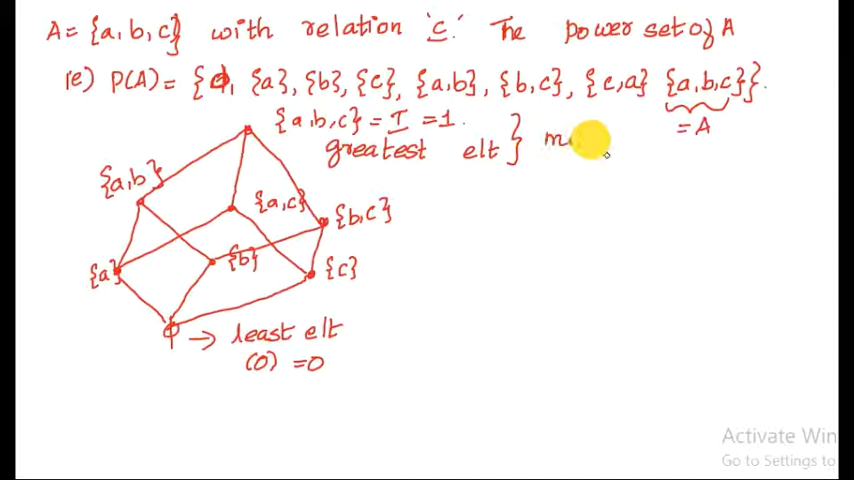 A = {a, b, c} with relation '⊆'. The power set of A
(e) P(A) = {ϕ, {a}, {b}, {c}, {a,b}, {b,c}, {c,a} {a,b,c}}.
= A
{a,b,c} = I = 1.
greatest elt } m
{a,b}
{a,c}
{b,c}
{a}
{b}
{c}
ϕ → least elt
(0) = 0
Activate Win
Go to Settings to